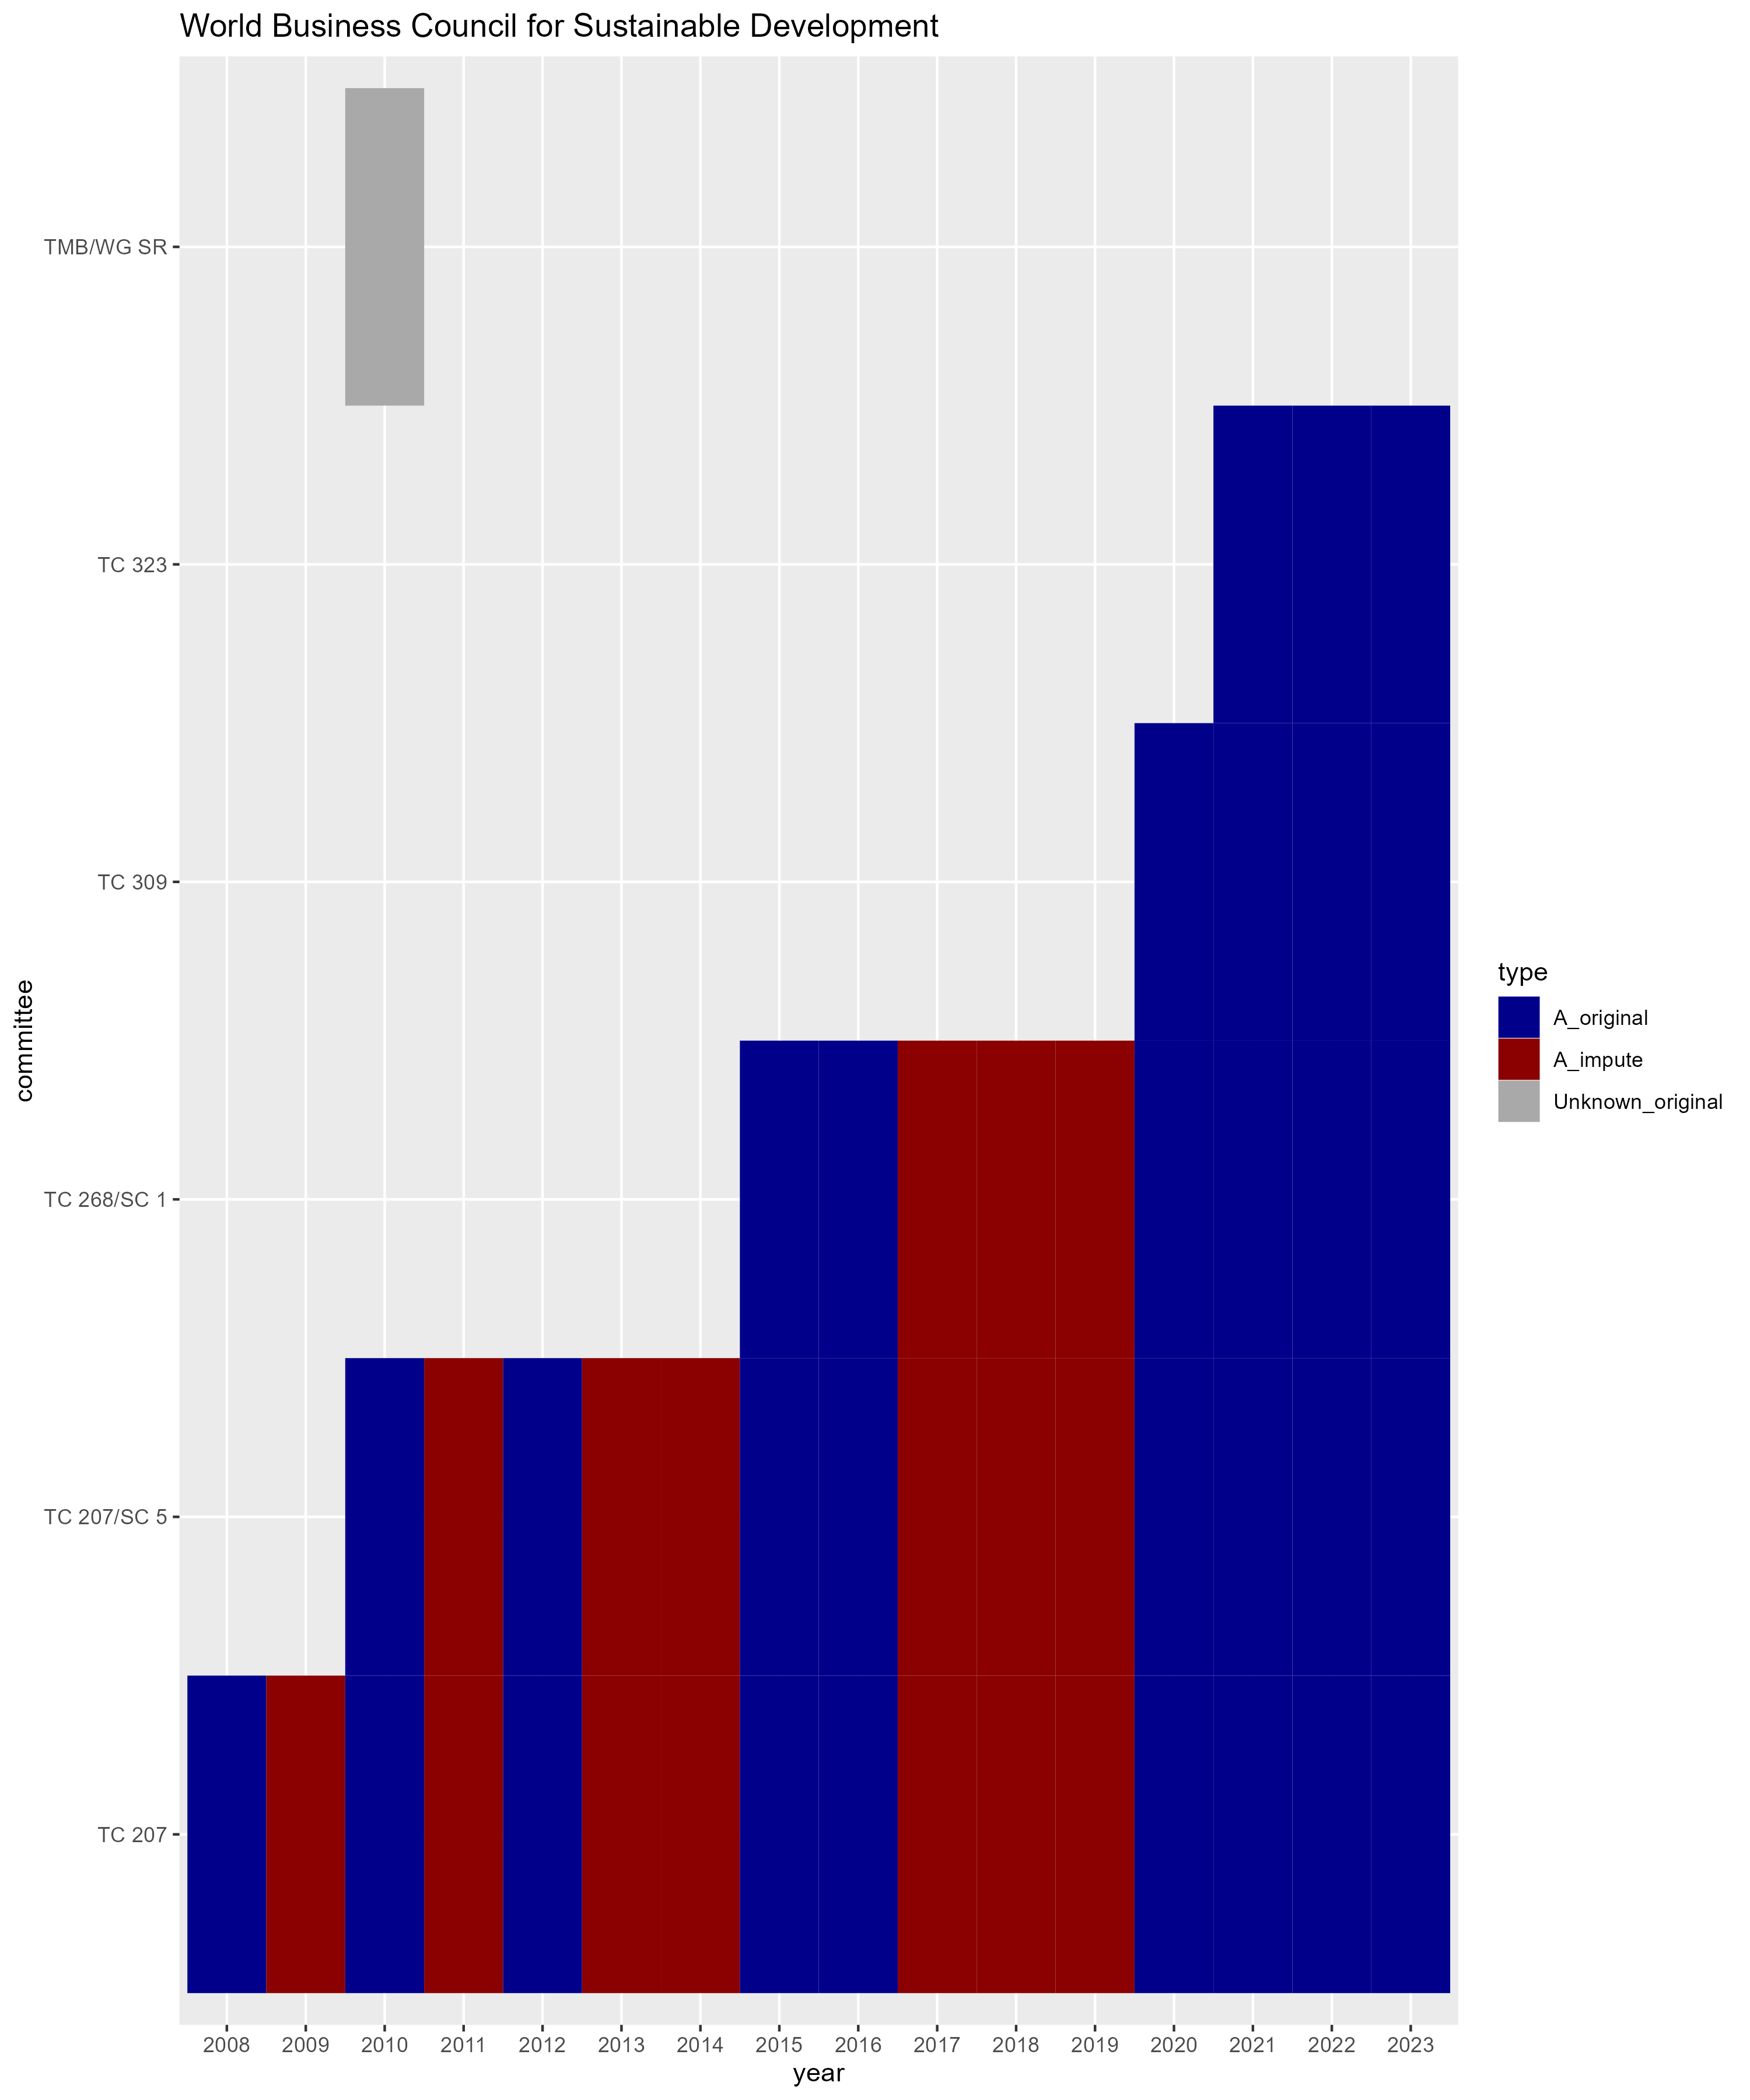 World Business Council for Sustainable Development
committee
TMB/WG SR
TC 323
TC 309
TC 268/SC 1
TC 207/SC 5
TC 207
2008 2009 2010 2011 2012 2013 2014 2015 2016 2017 2018 2019 2020 2021 2022 2023
year
type
A_original
A_impute
Unknown_original